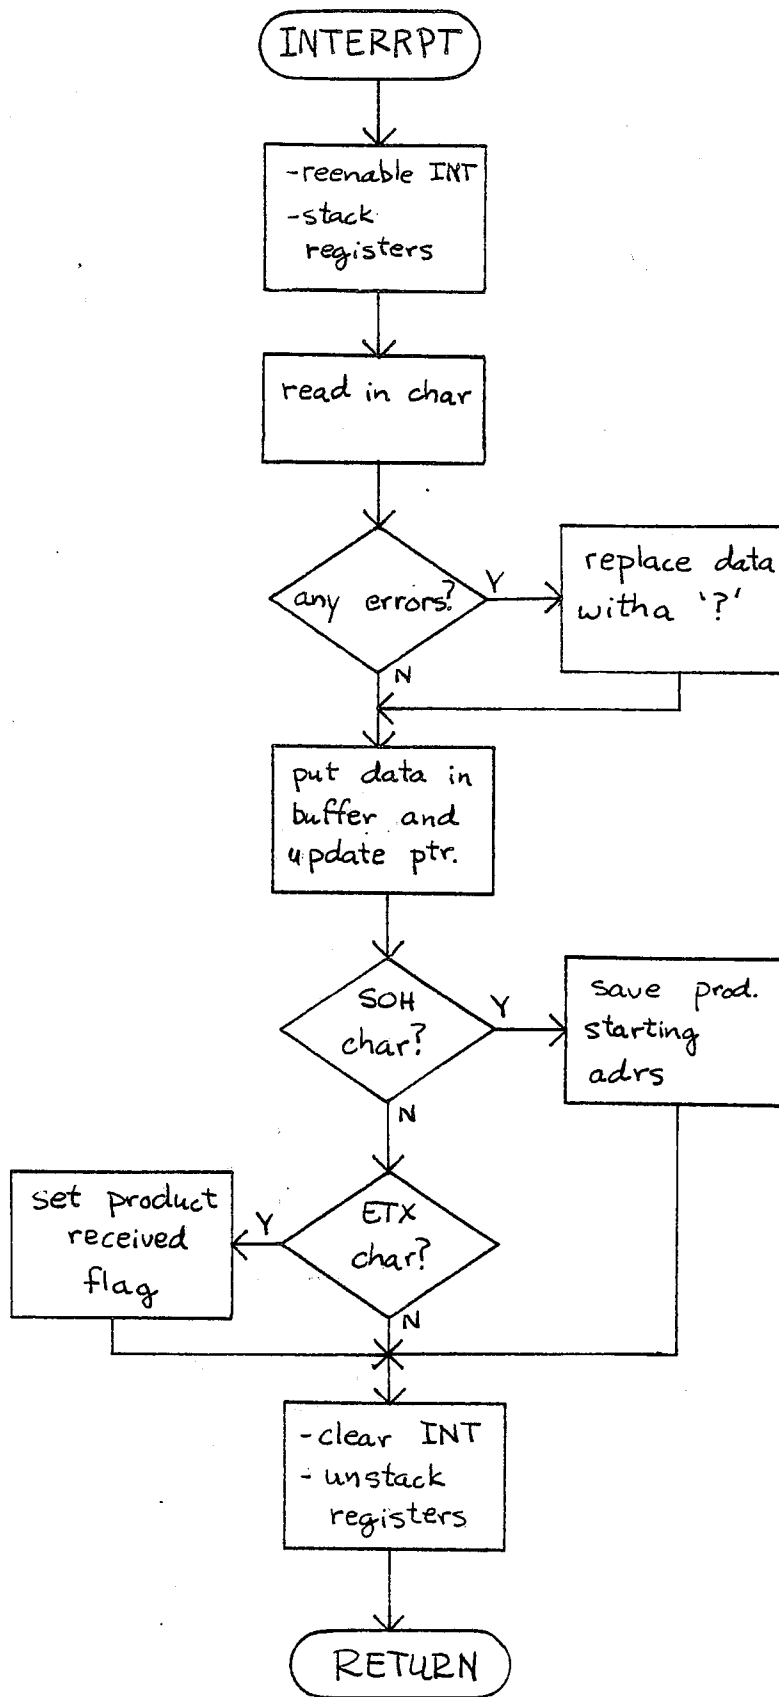 INTERRPT
-reenable INT
-stack
registers
read in char
any errors?
Y
replace data
with a '?'
N
put data in
buffer and
update ptr.
SOH
char?
Y
save prod.
starting
adrs
N
ETX
char?
Y
set product
received
flag
N
-clear INT
- unstack
registers
RETURN